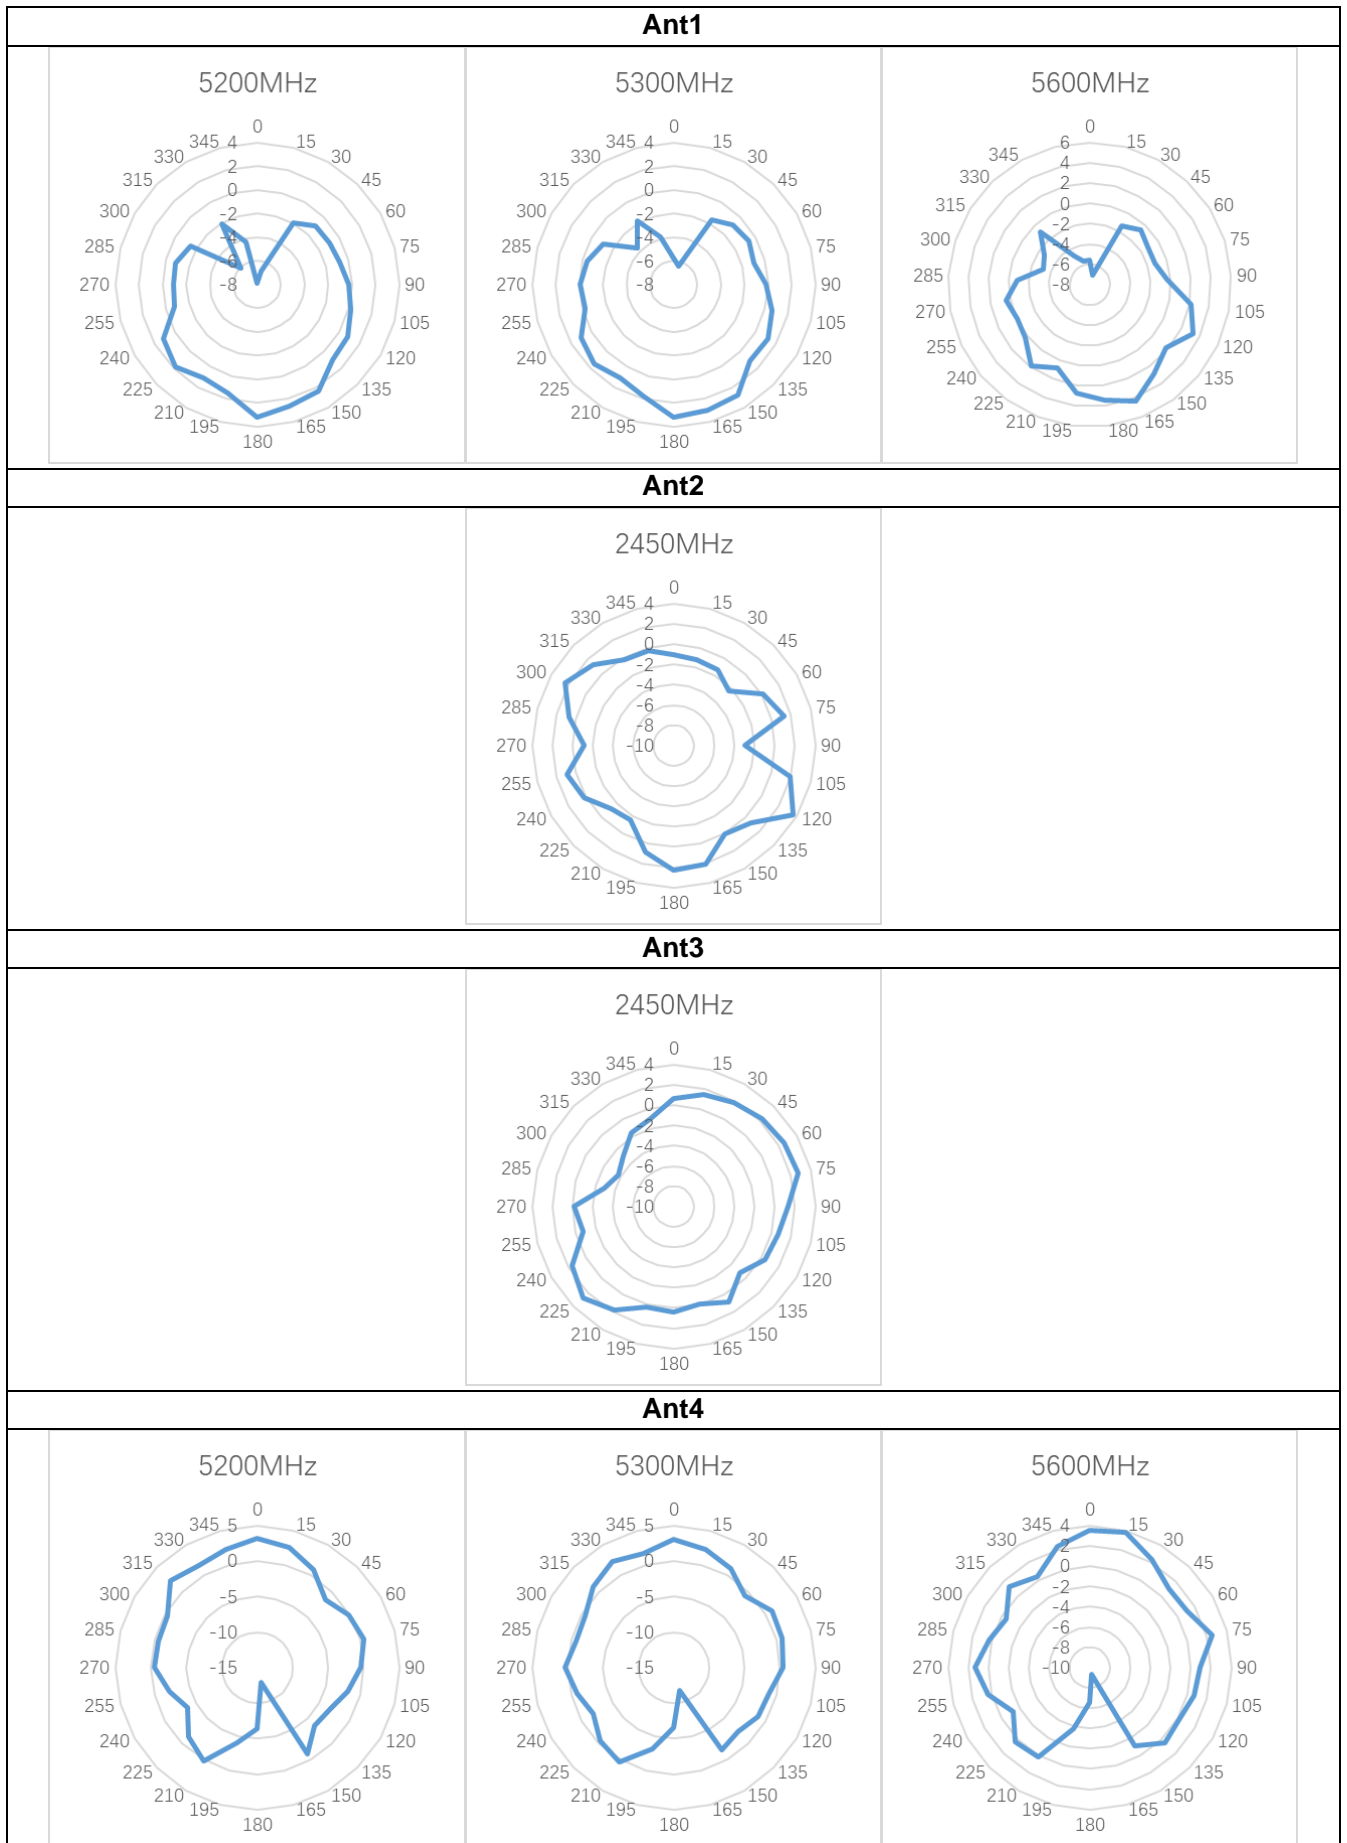 Ant1
5200MHz 5300MHz 5600MHz
0 15 30 45 60 75 90 105 120 135 150 165 180 195 210 225 240 255 270 285 300 315 330 345
4 2 0 -2 -4 -6 -8
0 15 30 45 60 75 90 105 120 135 150 165 180 195 210 225 240 255 270 285 300 315 330 345
4 2 0 -2 -4 -6 -8
0 15 30 45 60 75 90 105 120 135 150 165 180 195 210 225 240 255 270 285 300 315 330 345
6 4 2 0 -2 -4 -6 -8
Ant2
2450MHz
0 15 30 45 60 75 90 105 120 135 150 165 180 195 210 225 240 255 270 285 300 315 330 345
4 2 0 -2 -4 -6 -8 -10
Ant3
2450MHz
0 15 30 45 60 75 90 105 120 135 150 165 180 195 210 225 240 255 270 285 300 315 330 345
4 2 0 -2 -4 -6 -8 -10
Ant4
5200MHz 5300MHz 5600MHz
0 15 30 45 60 75 90 105 120 135 150 165 180 195 210 225 240 255 270 285 300 315 330 345
5 0 -5 -10 -15
0 15 30 45 60 75 90 105 120 135 150 165 180 195 210 225 240 255 270 285 300 315 330 345
5 0 -5 -10 -15
0 15 30 45 60 75 90 105 120 135 150 165 180 195 210 225 240 255 270 285 300 315 330 345
4 2 0 -2 -4 -6 -8 -10